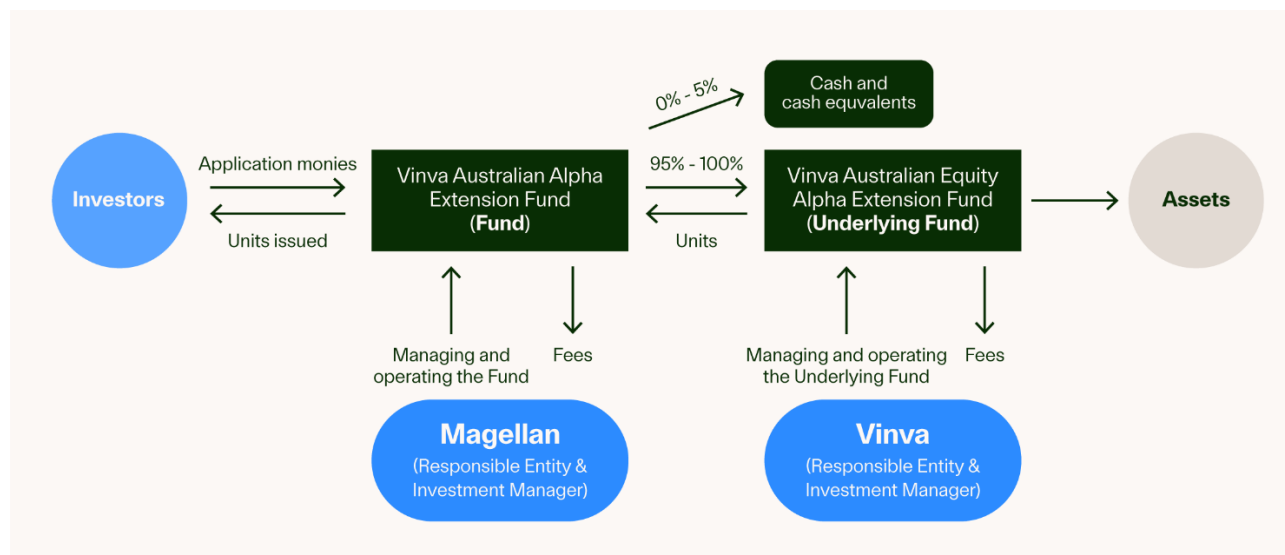 0% - 5%
Cash and
cash equvalents
Investors
Application monies
Units issued
Vinva Australian Alpha
Extension Fund
(Fund)
95% - 100%
Units
Vinva Australian Equity
Alpha Extension Fund
(Underlying Fund)
Assets
Managing and
operating the Fund
Fees
Managing and operating
the Underlying Fund
Fees
Magellan
(Responsible Entity &
Investment Manager)
Vinva
(Responsible Entity &
Investment Manager)